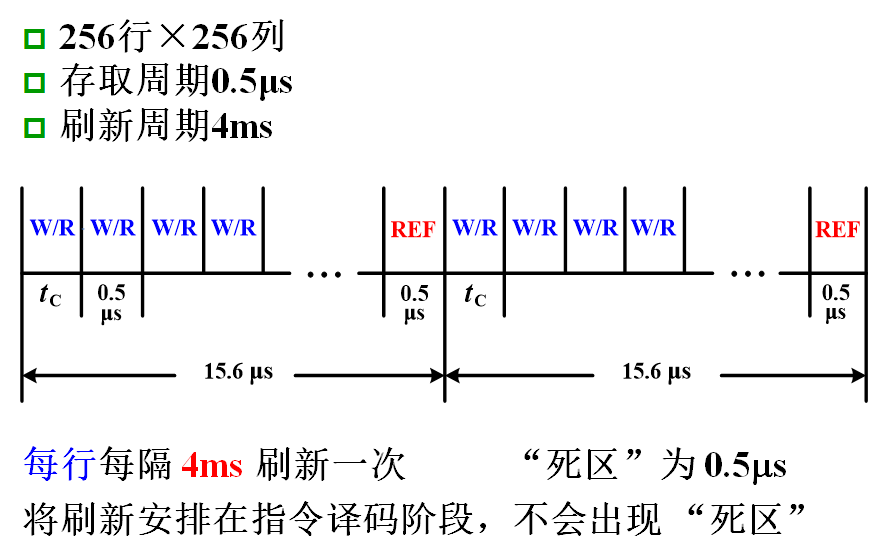 256行×256列
存取周期0.5μs
刷新周期4ms
W/R W/R W/R W/R REF W/R W/R W/R W/R REF
... ...
tC 0.5 μs 0.5 μs tC 0.5 μs
15.6 μs 15.6 μs
每行每隔 4ms 刷新一次 “死区”为 0.5μs
将刷新安排在指令译码阶段，不会出现 “死区”